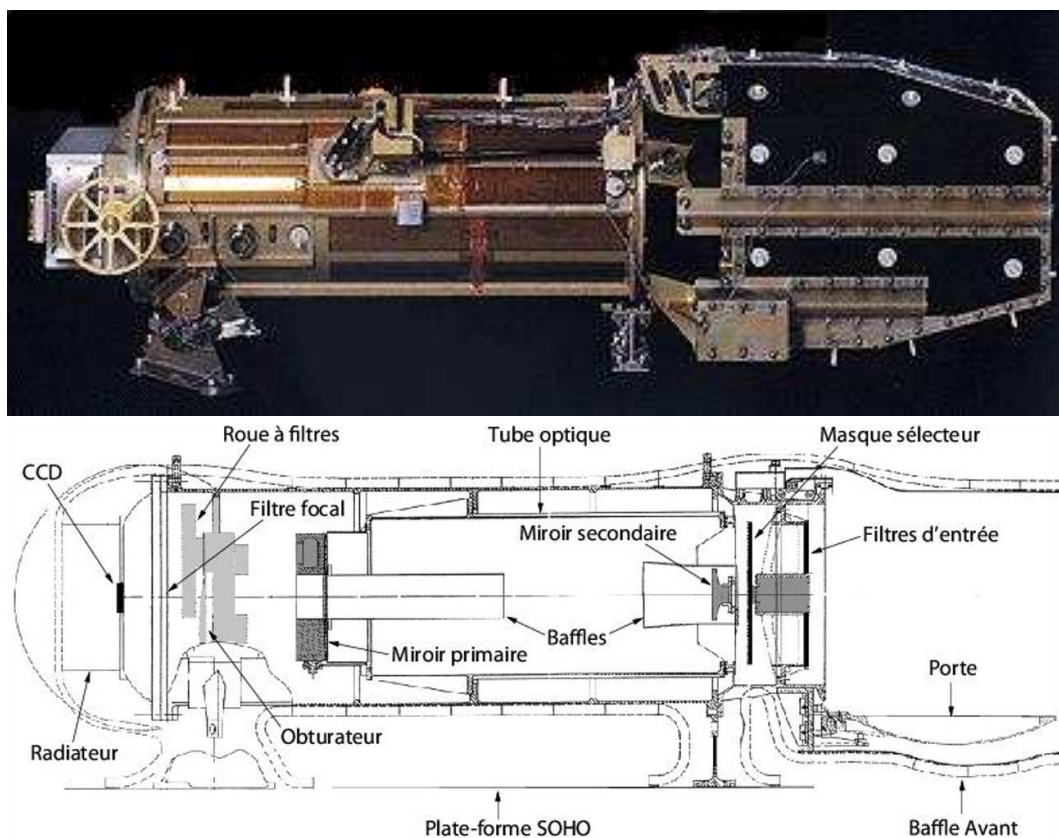 Roue à filtres
Tube optique
Masque sélecteur
CCD
Filtre focal
Miroir secondaire
Filtres d'entrée
Baffles
Miroir primaire
Porte
Radiateur
Obturateur
Plate-forme SOHO
Baffle Avant